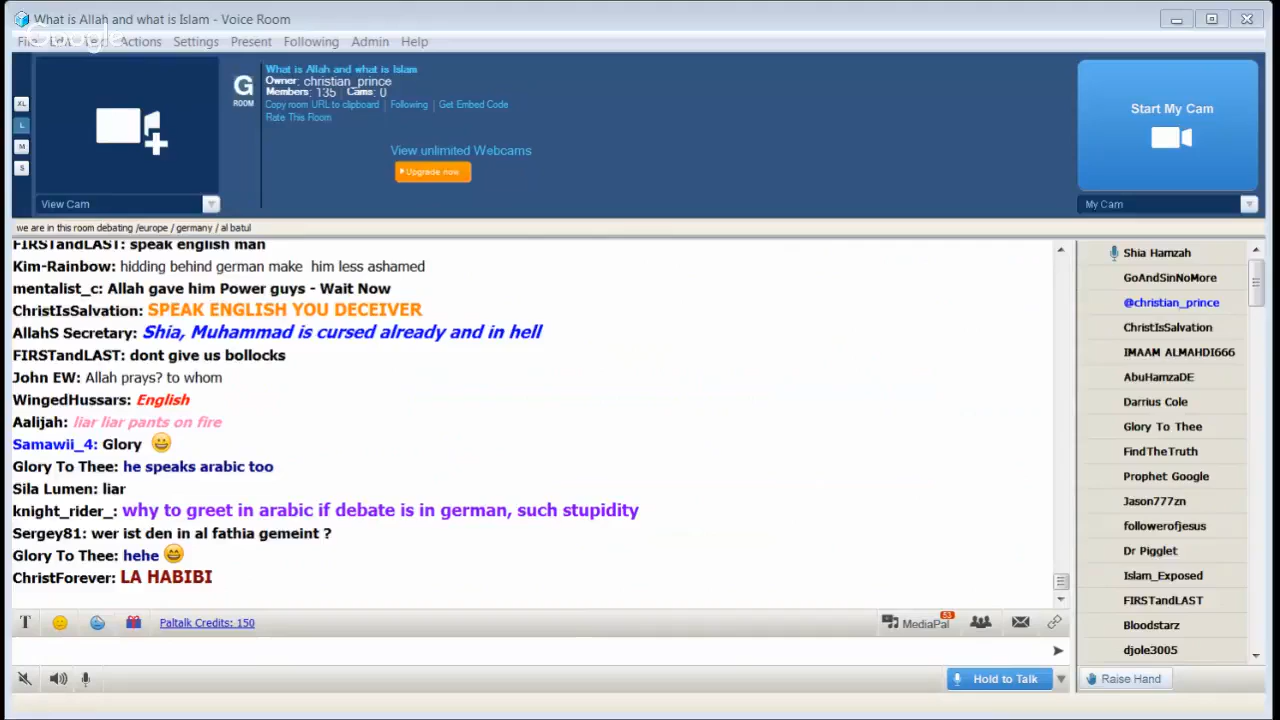 What is Allah and what is Islam - Voice Room
Google
File Edit Text Actions Settings Present Following Admin Help
XL
L
M
S
G
ROOM
What is Allah and what is Islam
Owner: christian_prince
Members: 135 Cams: 0
Copy room URL to clipboard | Following | Get Embed Code
Rate This Room
View unlimited Webcams
Upgrade now
Start My Cam
View Cam
My Cam
we are in this room debating /europe / germany / al batul
FIRSTandLAST: speak english man
Kim-Rainbow: hidding behind german make him less ashamed
mentalist_c: Allah gave him Power guys - Wait Now
ChristIsSalvation: SPEAK ENGLISH YOU DECEIVER
AllahS Secretary: Shia, Muhammad is cursed already and in hell
FIRSTandLAST: dont give us bollocks
John EW: Allah prays? to whom
WingedHussars: English
Aalijah: liar liar pants on fire
Samawii_4: Glory
Glory To Thee: he speaks arabic too
Sila Lumen: liar
knight_rider_: why to greet in arabic if debate is in german, such stupidity
Sergey81: wer ist den in al fathia gemeint ?
Glory To Thee: hehe
ChristForever: LA HABIBI
Shia Hamzah
GoAndSinNoMore
@christian_prince
ChristIsSalvation
IMAAM ALMAHDI666
AbuHamzaDE
Darrius Cole
Glory To Thee
FindTheTruth
Prophet Google
Jason777zn
followerofjesus
Dr Pigglet
Islam_Exposed
FIRSTandLAST
Bloodstarz
djole3005
T
Paltalk Credits: 150
MediaPal
53
Hold to Talk
Raise Hand